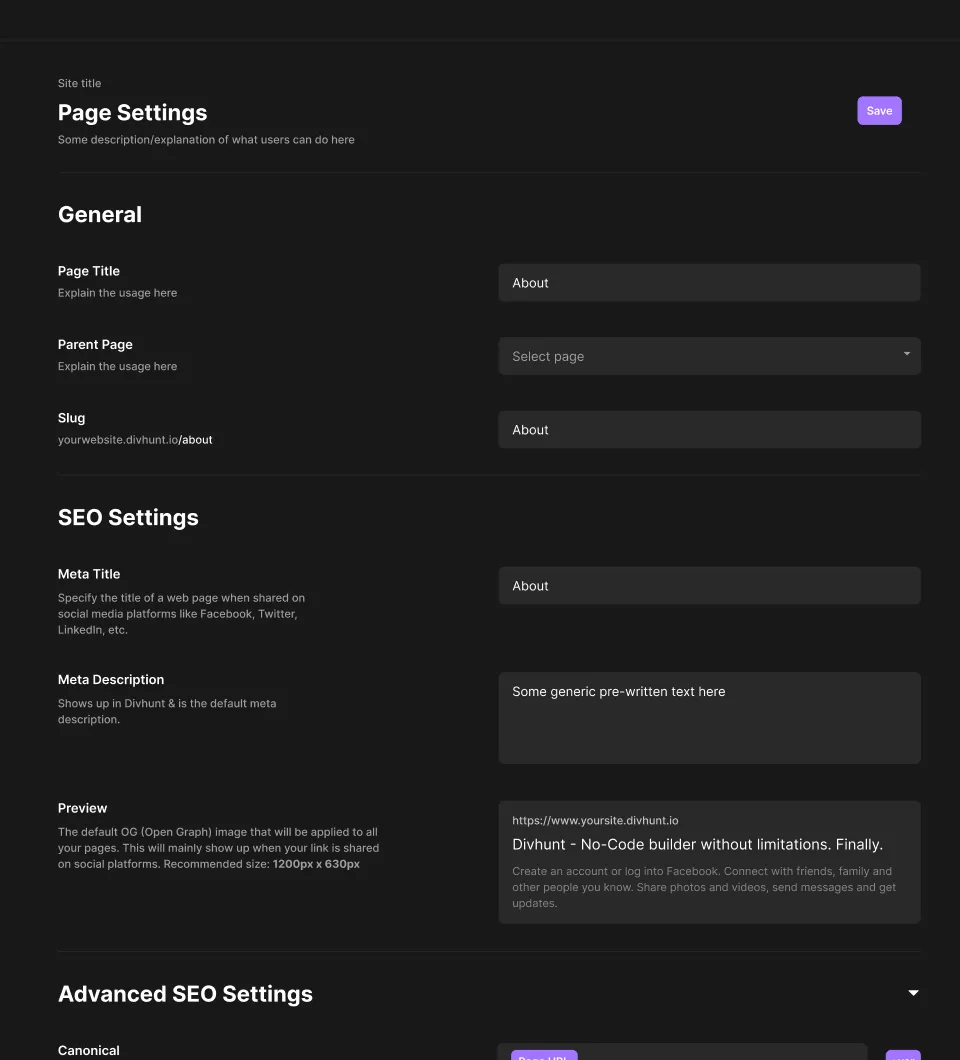 Site title
Page Settings
Save
Some description/explanation of what users can do here
General
Page Title
Explain the usage here
About
Parent Page
Explain the usage here
Select page
Slug
yourwebsite.divhunt.io/about
About
SEO Settings
Meta Title
Specify the title of a web page when shared on
social media platforms like Facebook, Twitter,
LinkedIn, etc.
About
Meta Description
Shows up in Divhunt & is the default meta
description.
Some generic pre-written text here
Preview
The default OG (Open Graph) image that will be applied to all
your pages. This will mainly show up when your link is shared
on social platforms. Recommended size: 1200px x 630px
https://www.yoursite.divhunt.io
Divhunt - No-Code builder without limitations. Finally.
Create an account or log into Facebook. Connect with friends, family and
other people you know. Share photos and videos, send messages and get
updates.
Advanced SEO Settings
Canonical
Page URL